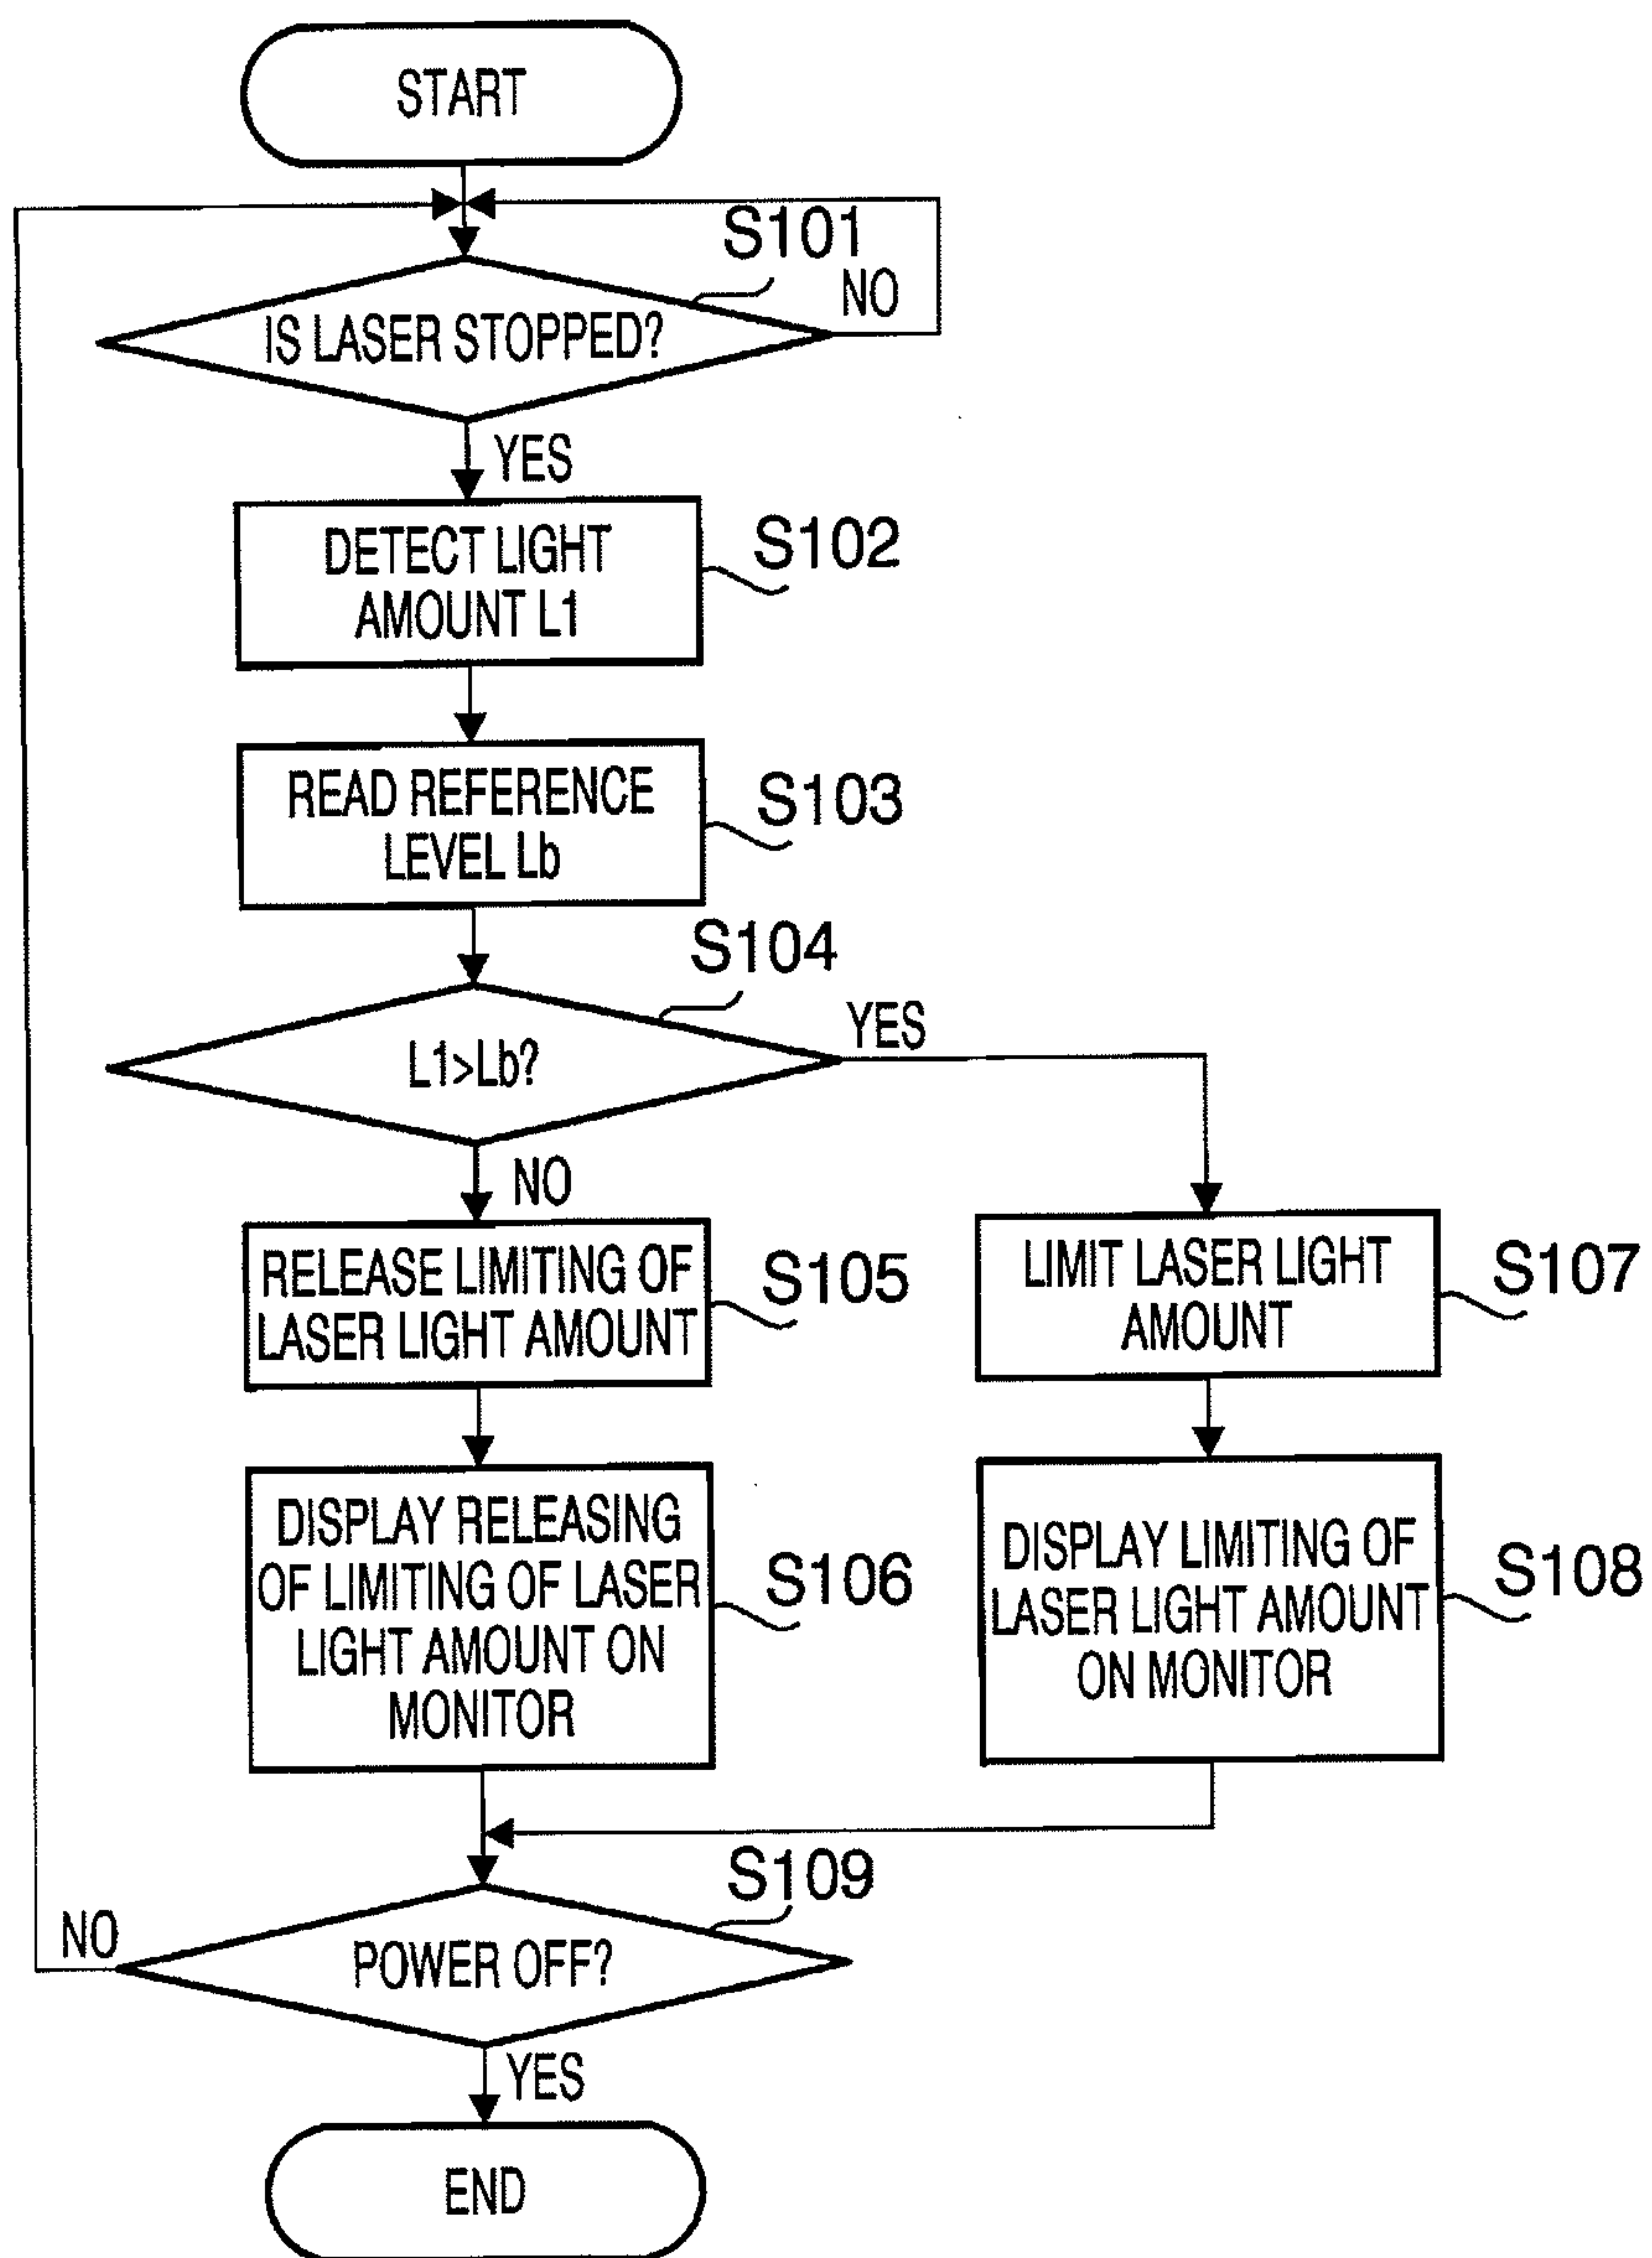 START
S101
NO
IS LASER STOPPED?
YES
DETECT LIGHT
AMOUNT L1
S102
READ REFERENCE
LEVEL Lb
S103
S104
L1>Lb?
YES
NO
RELEASE LIMITING OF
LASER LIGHT AMOUNT
S105
LIMIT LASER LIGHT
AMOUNT
S107
DISPLAY RELEASING
OF LIMITING OF LASER
LIGHT AMOUNT ON
MONITOR
S106
DISPLAY LIMITING OF
LASER LIGHT AMOUNT
ON MONITOR
S108
S109
NO
POWER OFF?
YES
END